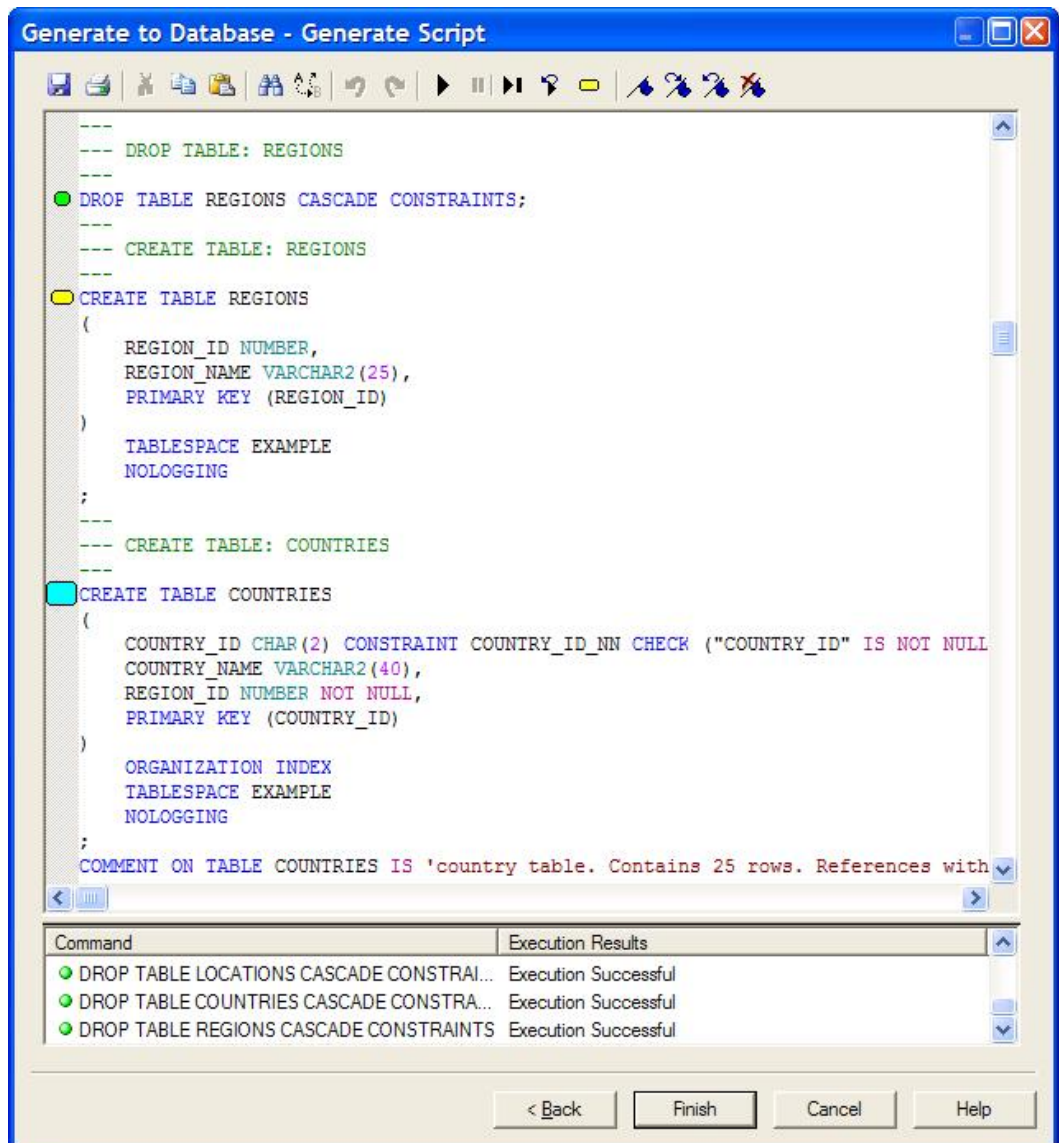 Generate to Database - Generate Script
---
--- DROP TABLE: REGIONS
---
DROP TABLE REGIONS CASCADE CONSTRAINTS;
---
--- CREATE TABLE: REGIONS
---
CREATE TABLE REGIONS
(
    REGION_ID NUMBER,
    REGION_NAME VARCHAR2(25),
    PRIMARY KEY (REGION_ID)
)
    TABLESPACE EXAMPLE
    NOLOGGING
;
---
--- CREATE TABLE: COUNTRIES
---
CREATE TABLE COUNTRIES
(
    COUNTRY_ID CHAR(2) CONSTRAINT COUNTRY_ID_NN CHECK ("COUNTRY_ID" IS NOT NULL
    COUNTRY_NAME VARCHAR2(40),
    REGION_ID NUMBER NOT NULL,
    PRIMARY KEY (COUNTRY_ID)
)
    ORGANIZATION INDEX
    TABLESPACE EXAMPLE
    NOLOGGING
;
COMMENT ON TABLE COUNTRIES IS 'country table. Contains 25 rows. References with
Command Execution Results
DROP TABLE LOCATIONS CASCADE CONSTRAI... Execution Successful
DROP TABLE COUNTRIES CASCADE CONSTRA... Execution Successful
DROP TABLE REGIONS CASCADE CONSTRAINTS Execution Successful
< Back Finish Cancel Help